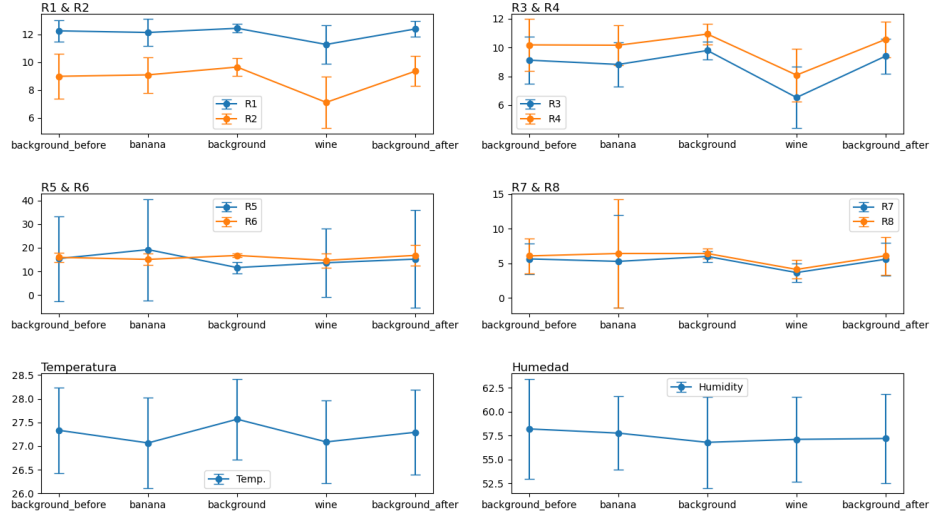 R1 & R2
12
10
8
6
R1
R2
background_before banana background wine background_after
R3 & R4
12
10
8
6
R3
R4
background_before banana background wine background_after
R5 & R6
40
30
20
10
0
R5
R6
background_before banana background wine background_after
R7 & R8
15
10
5
0
R7
R8
background_before banana background wine background_after
Temperatura
28.5
28.0
27.5
27.0
26.5
26.0
Temp.
background_before banana background wine background_after
Humedad
62.5
60.0
57.5
55.0
52.5
Humidity
background_before banana background wine background_after